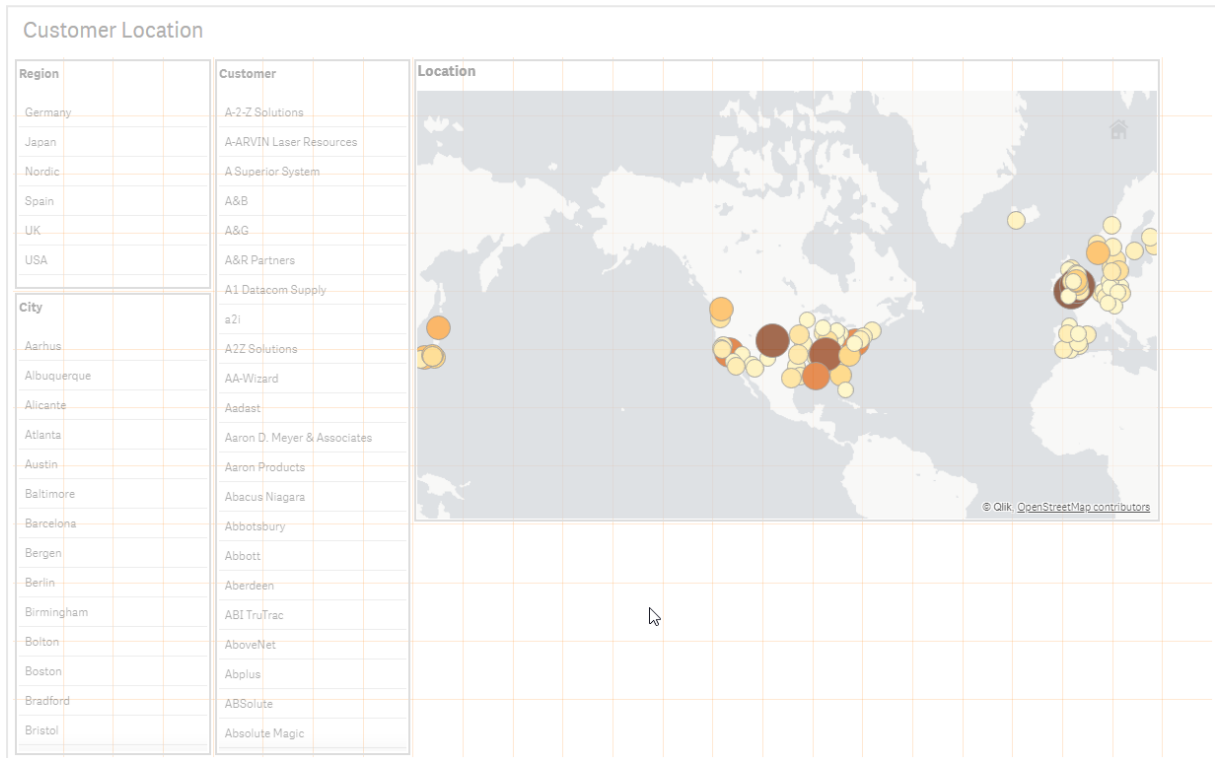 Customer Location
Region
Germany
Japan
Nordic
Spain
UK
USA
City
Aarhus
Albuquerque
Alicante
Atlanta
Austin
Baltimore
Barcelona
Bergen
Berlin
Birmingham
Bolton
Boston
Bradford
Bristol
Customer
A-2-Z Solutions
A-ARVIN Laser Resources
A Superior System
A&B
A&G
A&R Partners
A1 Datacom Supply
a2i
A2Z Solutions
AA-Wizard
Aadast
Aaron D. Meyer & Associates
Aaron Products
Abacus Niagara
Abbotsbury
Abbott
Aberdeen
ABI TruTrac
AboveNet
Abplus
ABSolute
Absolute Magic
Location
© Qlik, OpenStreetMap contributors